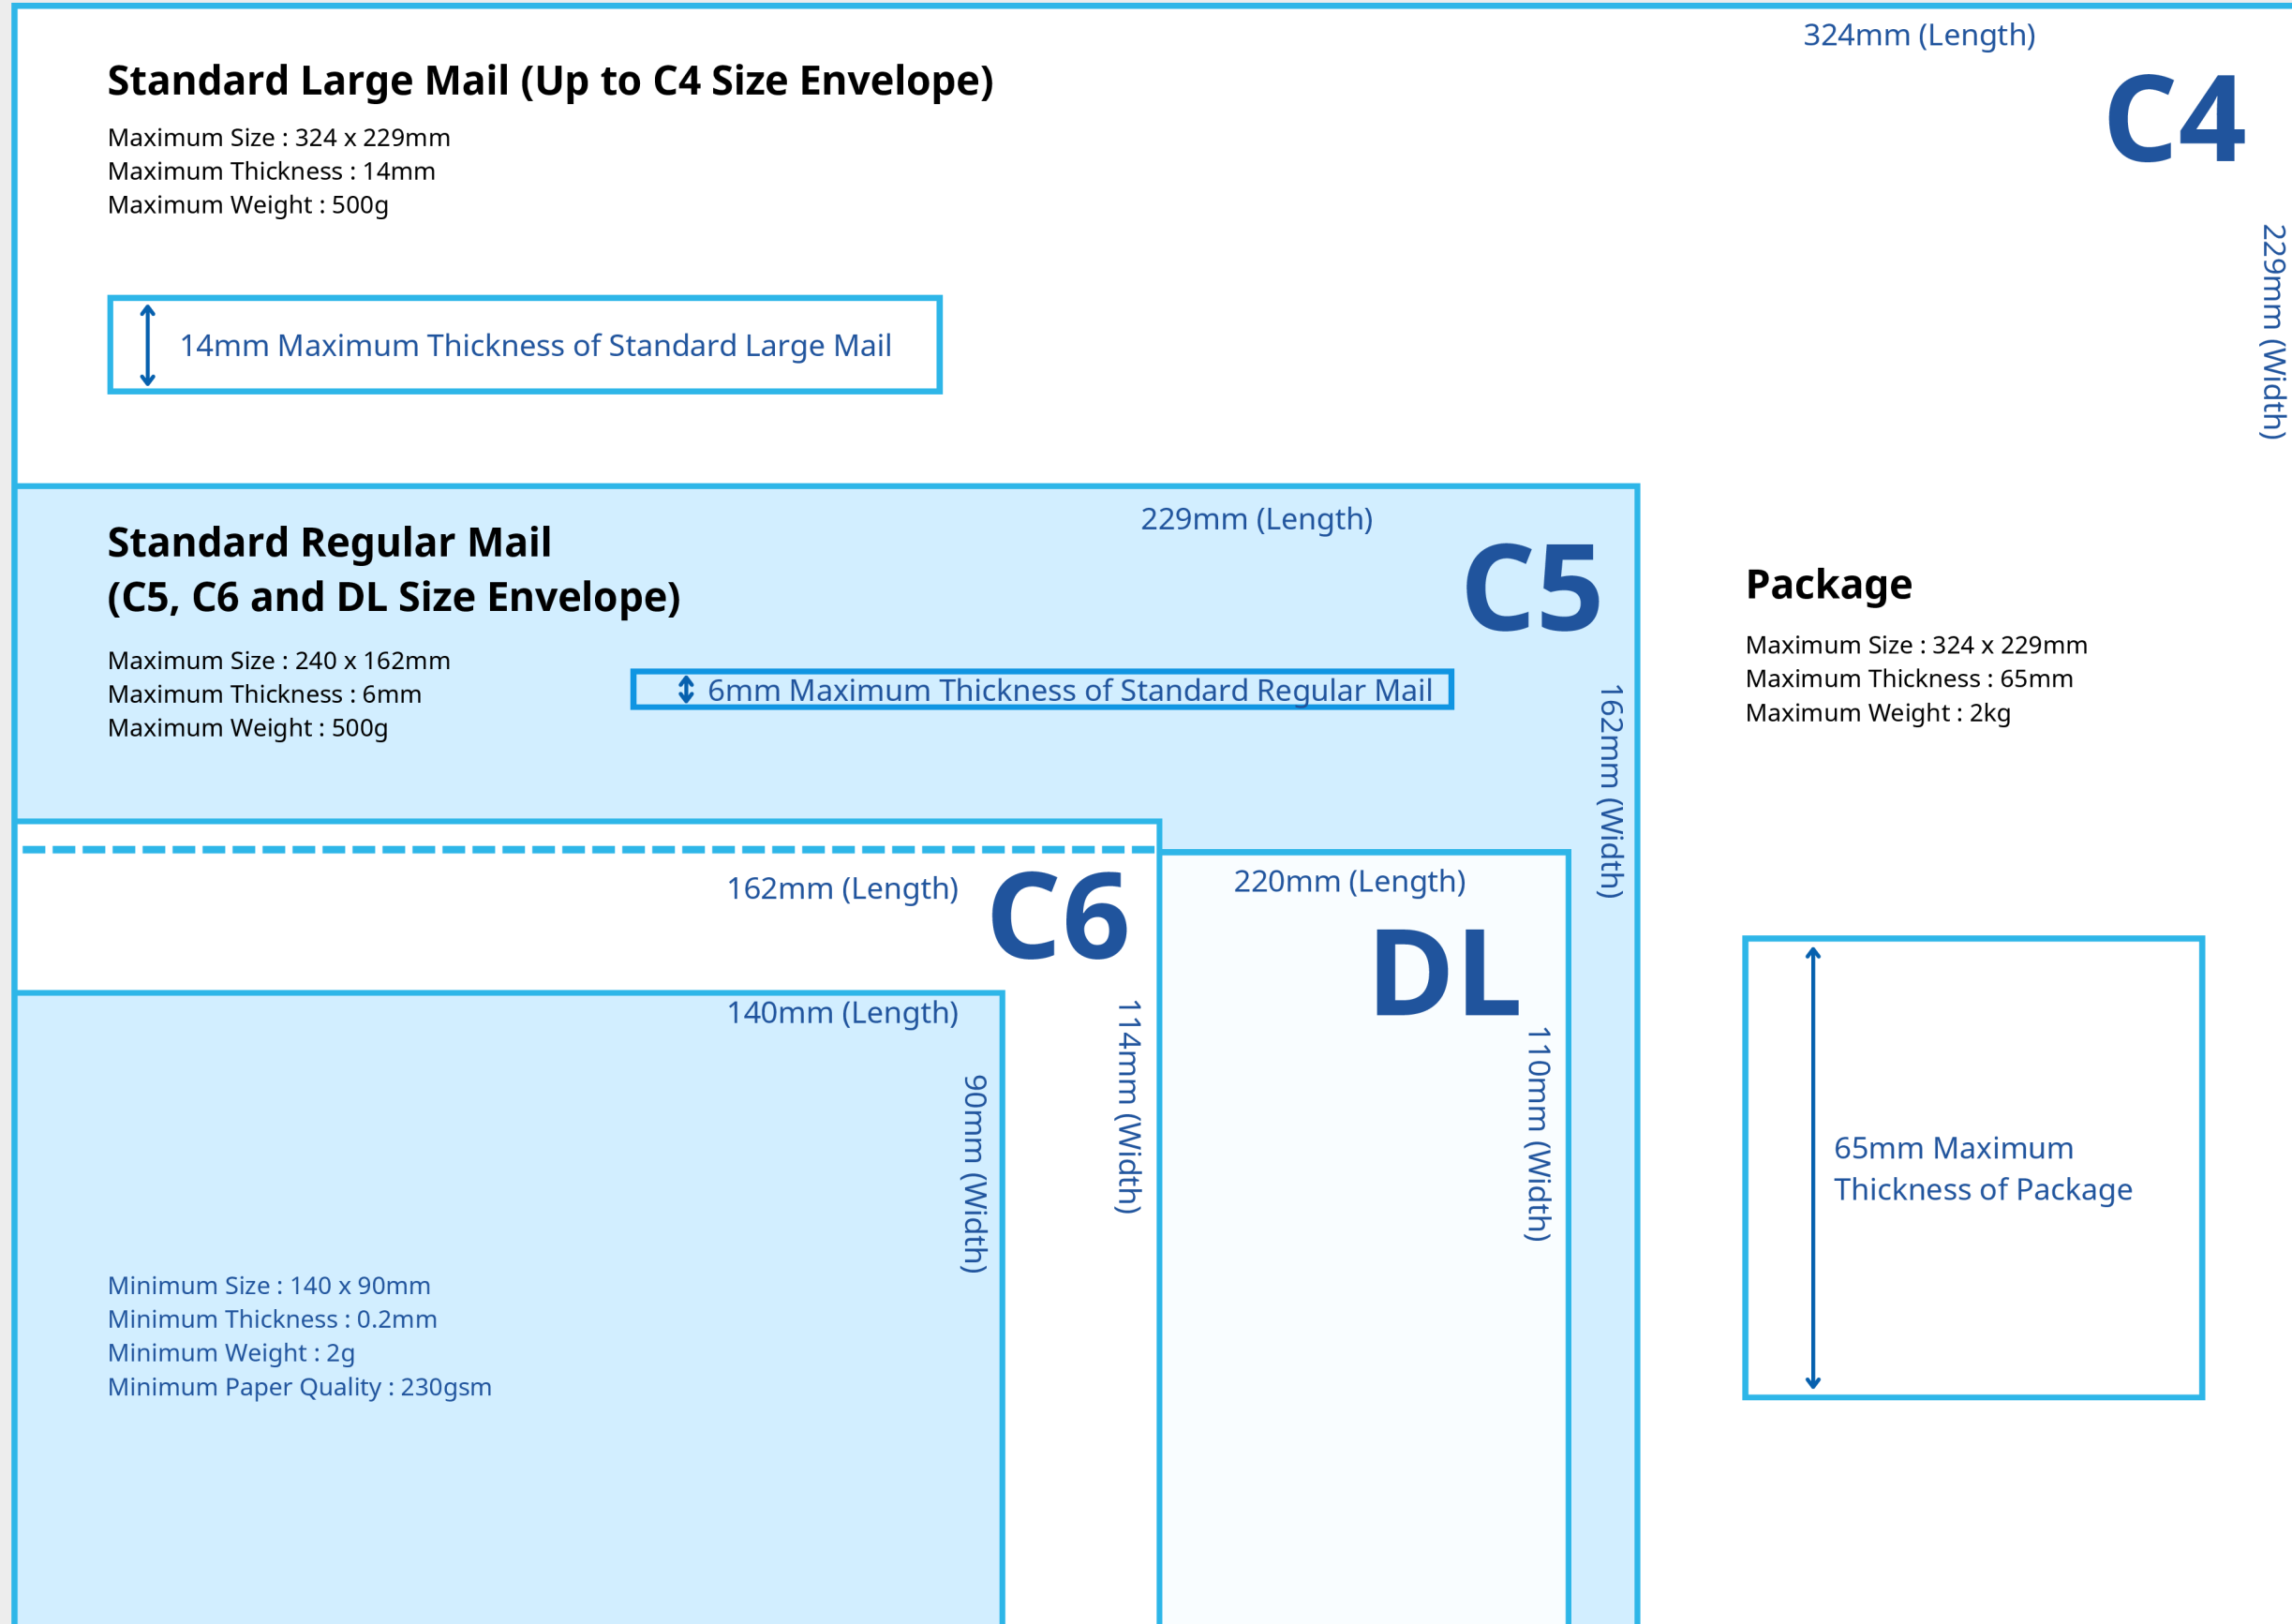 324mm (Length)
Standard Large Mail (Up to C4 Size Envelope)
C4
Maximum Size : 324 x 229mm
Maximum Thickness : 14mm
Maximum Weight : 500g
229mm (Width)
14mm Maximum Thickness of Standard Large Mail
229mm (Length)
Standard Regular Mail
(C5, C6 and DL Size Envelope)
C5
Maximum Size : 240 x 162mm
Maximum Thickness : 6mm
Maximum Weight : 500g
6mm Maximum Thickness of Standard Regular Mail
162mm (Width)
Package
Maximum Size : 324 x 229mm
Maximum Thickness : 65mm
Maximum Weight : 2kg
162mm (Length)
C6
114mm (Width)
220mm (Length)
DL
110mm (Width)
140mm (Length)
90mm (Width)
65mm Maximum
Thickness of Package
Minimum Size : 140 x 90mm
Minimum Thickness : 0.2mm
Minimum Weight : 2g
Minimum Paper Quality : 230gsm